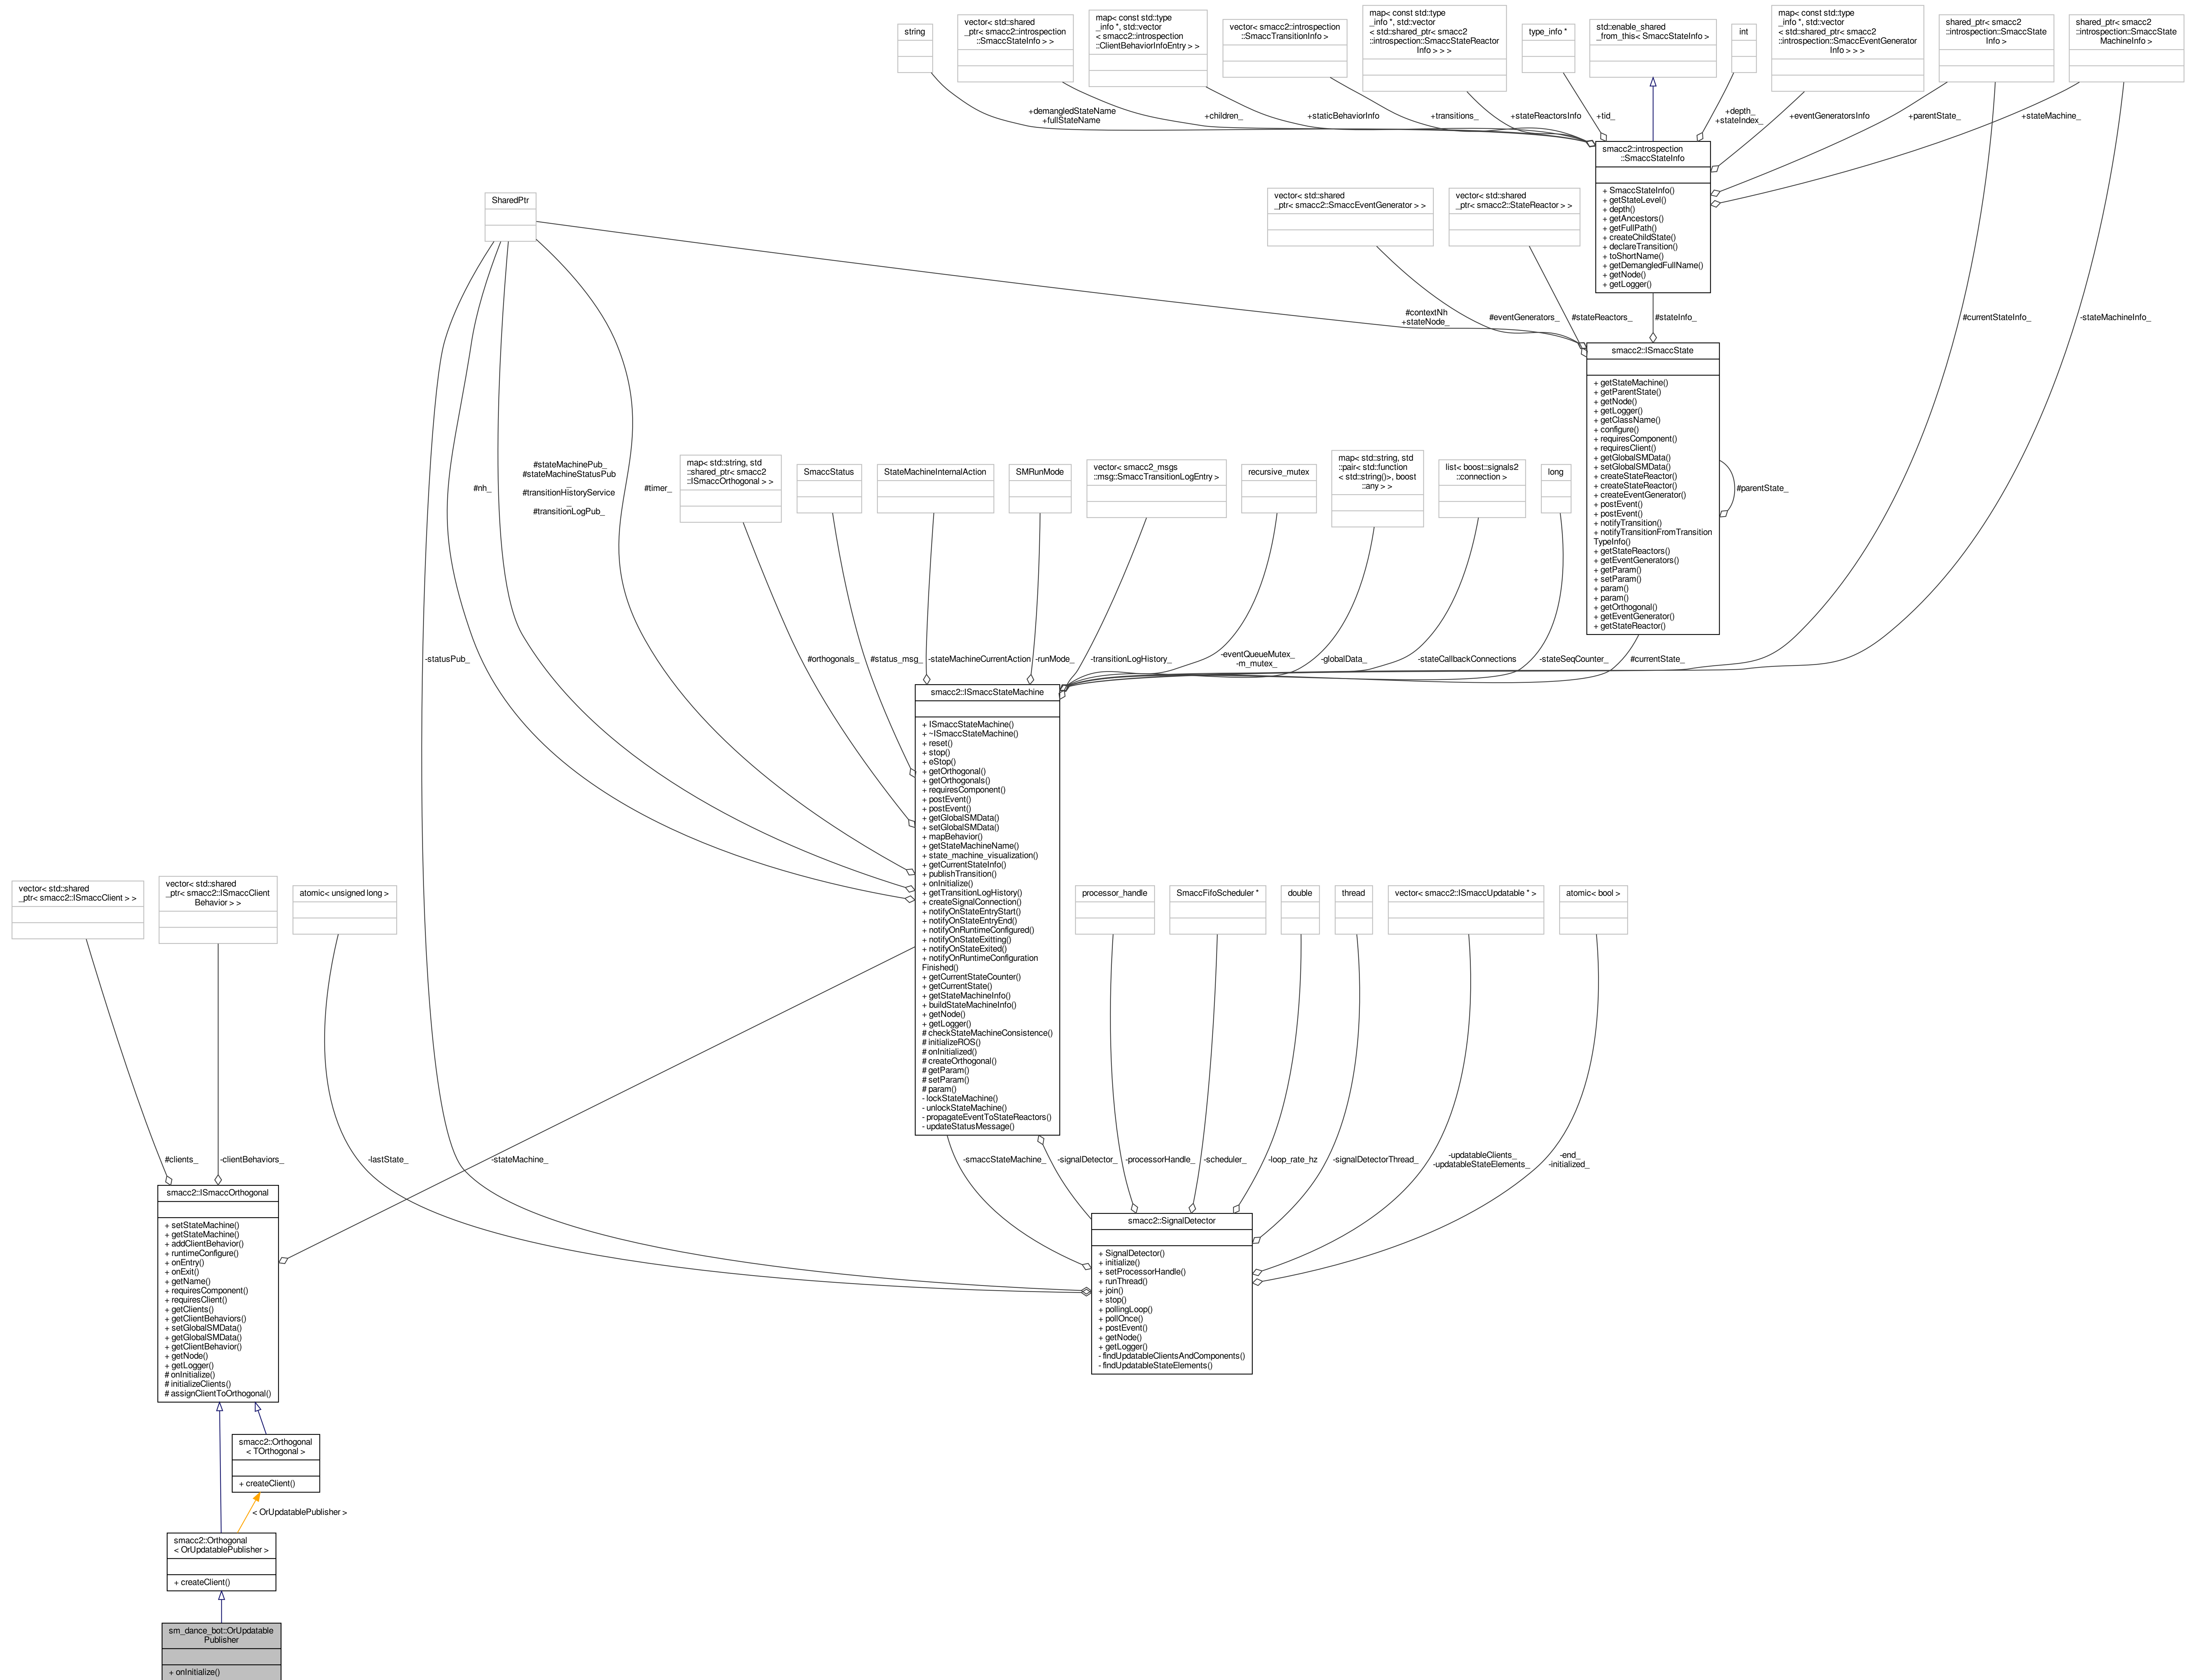 string
vector< std::shared
_ptr< smacc2::introspection
::SmaccStateInfo > >
map< const std::type
_info *, std::vector
< smacc2::introspection
::ClientBehaviorInfoEntry > >
vector< smacc2::introspection
::SmaccTransitionInfo >
map< const std::type
_info *, std::vector
< std::shared_ptr< smacc2
::introspection::SmaccStateReactor
Info > > >
type_info *
std::enable_shared
_from_this< SmaccStateInfo >
int
map< const std::type
_info *, std::vector
< std::shared_ptr< smacc2
::introspection::SmaccEventGenerator
Info > > >
shared_ptr< smacc2
::introspection::SmaccState
Info >
shared_ptr< smacc2
::introspection::SmaccState
MachineInfo >
+demangledStateName
+fullStateName
+children_
+staticBehaviorInfo
+transitions_
+stateReactorsInfo
+tid_
+depth_
+stateIndex_
+eventGeneratorsInfo
+parentState_
+stateMachine_
smacc2::introspection
::SmaccStateInfo
+ SmaccStateInfo()
+ getStateLevel()
+ depth()
+ getAncestors()
+ getFullPath()
+ createChildState()
+ declareTransition()
+ toShortName()
+ getDemangledFullName()
+ getNode()
+ getLogger()
SharedPtr
vector< std::shared
_ptr< smacc2::SmaccEventGenerator > >
vector< std::shared
_ptr< smacc2::StateReactor > >
#contextNh
+stateNode_
#eventGenerators_
#stateReactors_
#stateInfo_
#currentStateInfo_
-stateMachineInfo_
smacc2::ISmaccState
+ getStateMachine()
+ getParentState()
+ getNode()
+ getLogger()
+ getClassName()
+ configure()
+ requiresComponent()
+ requiresClient()
+ getGlobalSMData()
+ setGlobalSMData()
+ createStateReactor()
+ createEventGenerator()
+ postEvent()
+ postEvent()
+ notifyTransition()
+ notifyTransitionFromTransition
TypeInfo()
+ getStateReactors()
+ getEventGenerators()
+ getParam()
+ setParam()
+ param()
+ param()
+ getOrthogonal()
+ getEventGenerator()
+ getStateReactor()
#parentState_
#nh_
#stateMachinePub_
#stateMachineStatusPub
_
#transitionHistoryService
_
#transitionLogPub_
#timer_
map< std::string, std
::shared_ptr< smacc2
::ISmaccOrthogonal > >
SmaccStatus
StateMachineInternalAction
SMRunMode
vector< smacc2_msgs
::msg::SmaccTransitionLogEntry >
recursive_mutex
map< std::string, std
::pair< std::function
< std::string()>, boost
::any > >
list< boost::signals2
::connection >
long
-statusPub_
#orthogonals_
#status_msg_
-stateMachineCurrentAction
-runMode_
-transitionLogHistory_
-eventQueueMutex_
-m_mutex_
-globalData_
-stateCallbackConnections
-stateSeqCounter_
#currentState_
smacc2::ISmaccStateMachine
+ ISmaccStateMachine()
+ ~ISmaccStateMachine()
+ reset()
+ stop()
+ eStop()
+ getOrthogonal()
+ getOrthogonals()
+ requiresComponent()
+ postEvent()
+ postEvent()
+ getGlobalSMData()
+ setGlobalSMData()
+ mapBehavior()
+ getStateMachineName()
+ state_machine_visualization()
+ getCurrentStateInfo()
+ publishTransition()
+ onInitialize()
+ getTransitionLogHistory()
+ createSignalConnection()
+ notifyOnStateEntryStart()
+ notifyOnStateEntryEnd()
+ notifyOnRuntimeConfigured()
+ notifyOnStateExitting()
+ notifyOnStateExited()
+ notifyOnRuntimeConfiguration
Finished()
+ getCurrentStateCounter()
+ getCurrentState()
+ getStateMachineInfo()
+ buildStateMachineInfo()
+ getNode()
+ getLogger()
# checkStateMachineConsistence()
# initializeROS()
# onInitialized()
# createOrthogonal()
# getParam()
# setParam()
# param()
- lockStateMachine()
- unlockStateMachine()
- propagateEventToStateReactors()
- updateStatusMessage()
vector< std::shared
_ptr< smacc2::ISmaccClient > >
vector< std::shared
_ptr< smacc2::ISmaccClient
Behavior > >
atomic< unsigned long >
processor_handle
SmaccFifoScheduler *
double
thread
vector< smacc2::ISmaccUpdatable * >
atomic< bool >
#clients_
-clientBehaviors_
-lastState_
-stateMachine_
-smaccStateMachine_
-signalDetector_
-processorHandle_
-scheduler_
-loop_rate_hz
-signalDetectorThread_
-updatableClients_
-updatableStateElements_
-end_
-initialized_
smacc2::ISmaccOrthogonal
+ setStateMachine()
+ getStateMachine()
+ addClientBehavior()
+ runtimeConfigure()
+ onEntry()
+ onExit()
+ getName()
+ requiresComponent()
+ requiresClient()
+ getClients()
+ getClientBehaviors()
+ setGlobalSMData()
+ getGlobalSMData()
+ getClientBehavior()
+ getNode()
+ getLogger()
# onInitialize()
# initializeClients()
# assignClientToOrthogonal()
smacc2::SignalDetector
+ SignalDetector()
+ initialize()
+ setProcessorHandle()
+ runThread()
+ join()
+ stop()
+ pollingLoop()
+ pollOnce()
+ postEvent()
+ getNode()
+ getLogger()
- findUpdatableClientsAndComponents()
- findUpdatableStateElements()
smacc2::Orthogonal
< TOrthogonal >
+ createClient()
< OrUpdatablePublisher >
smacc2::Orthogonal
< OrUpdatablePublisher >
+ createClient()
sm_dance_bot::OrUpdatable
Publisher
+ onInitialize()